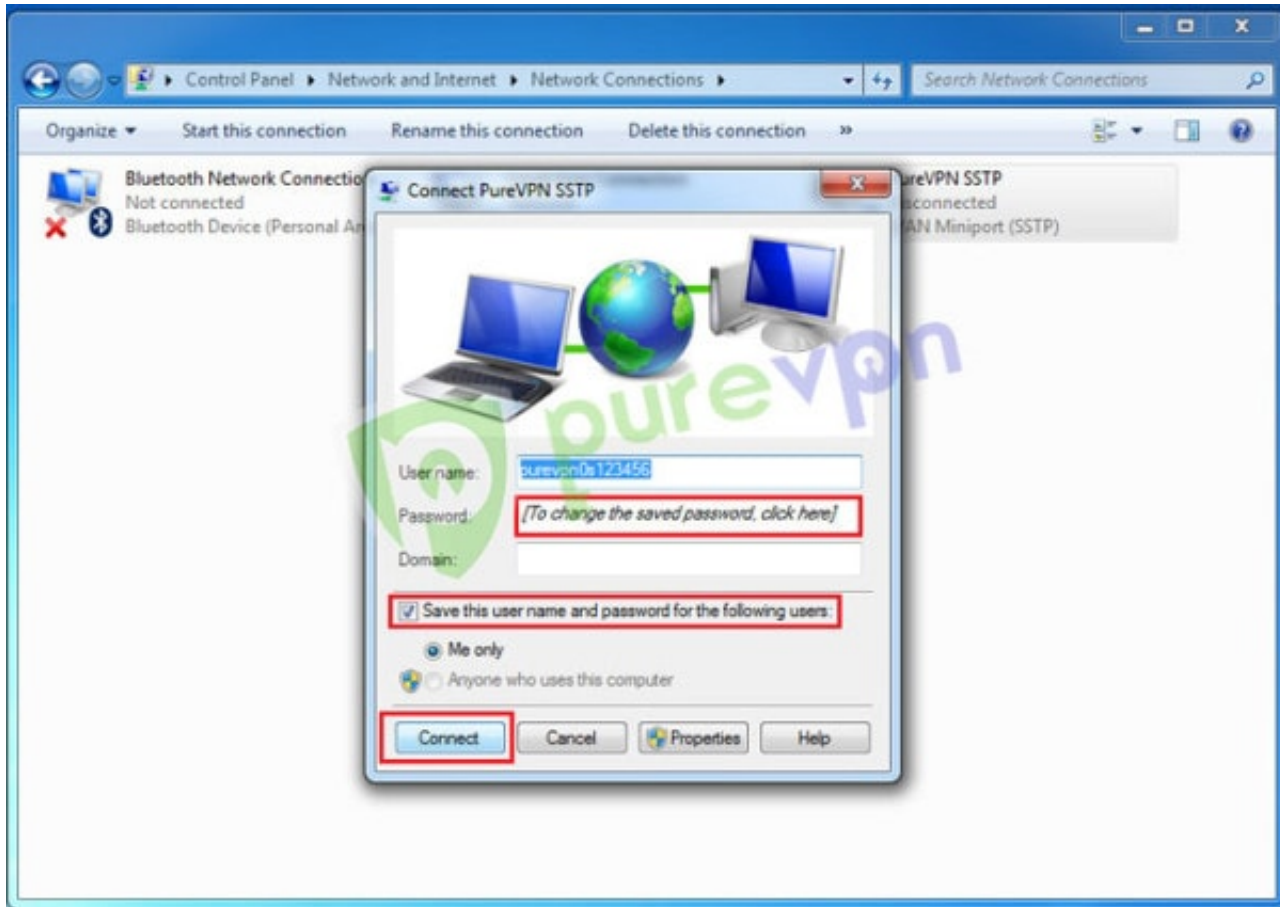 Control Panel Network and Internet Network Connections
Search Network Connections
Organize Start this connection Rename this connection Delete this connection »
Bluetooth Network Connectio
Not connected
Bluetooth Device (Personal Ar
ureVPN SSTP
sconnected
AN Miniport (SSTP)
Connect PureVPN SSTP
purevpn
User name: purevpn0s123456
Password: [To change the saved password, click here]
Domain:
Save this user name and password for the following users:
Me only
Anyone who uses this computer
Connect Cancel Properties Help